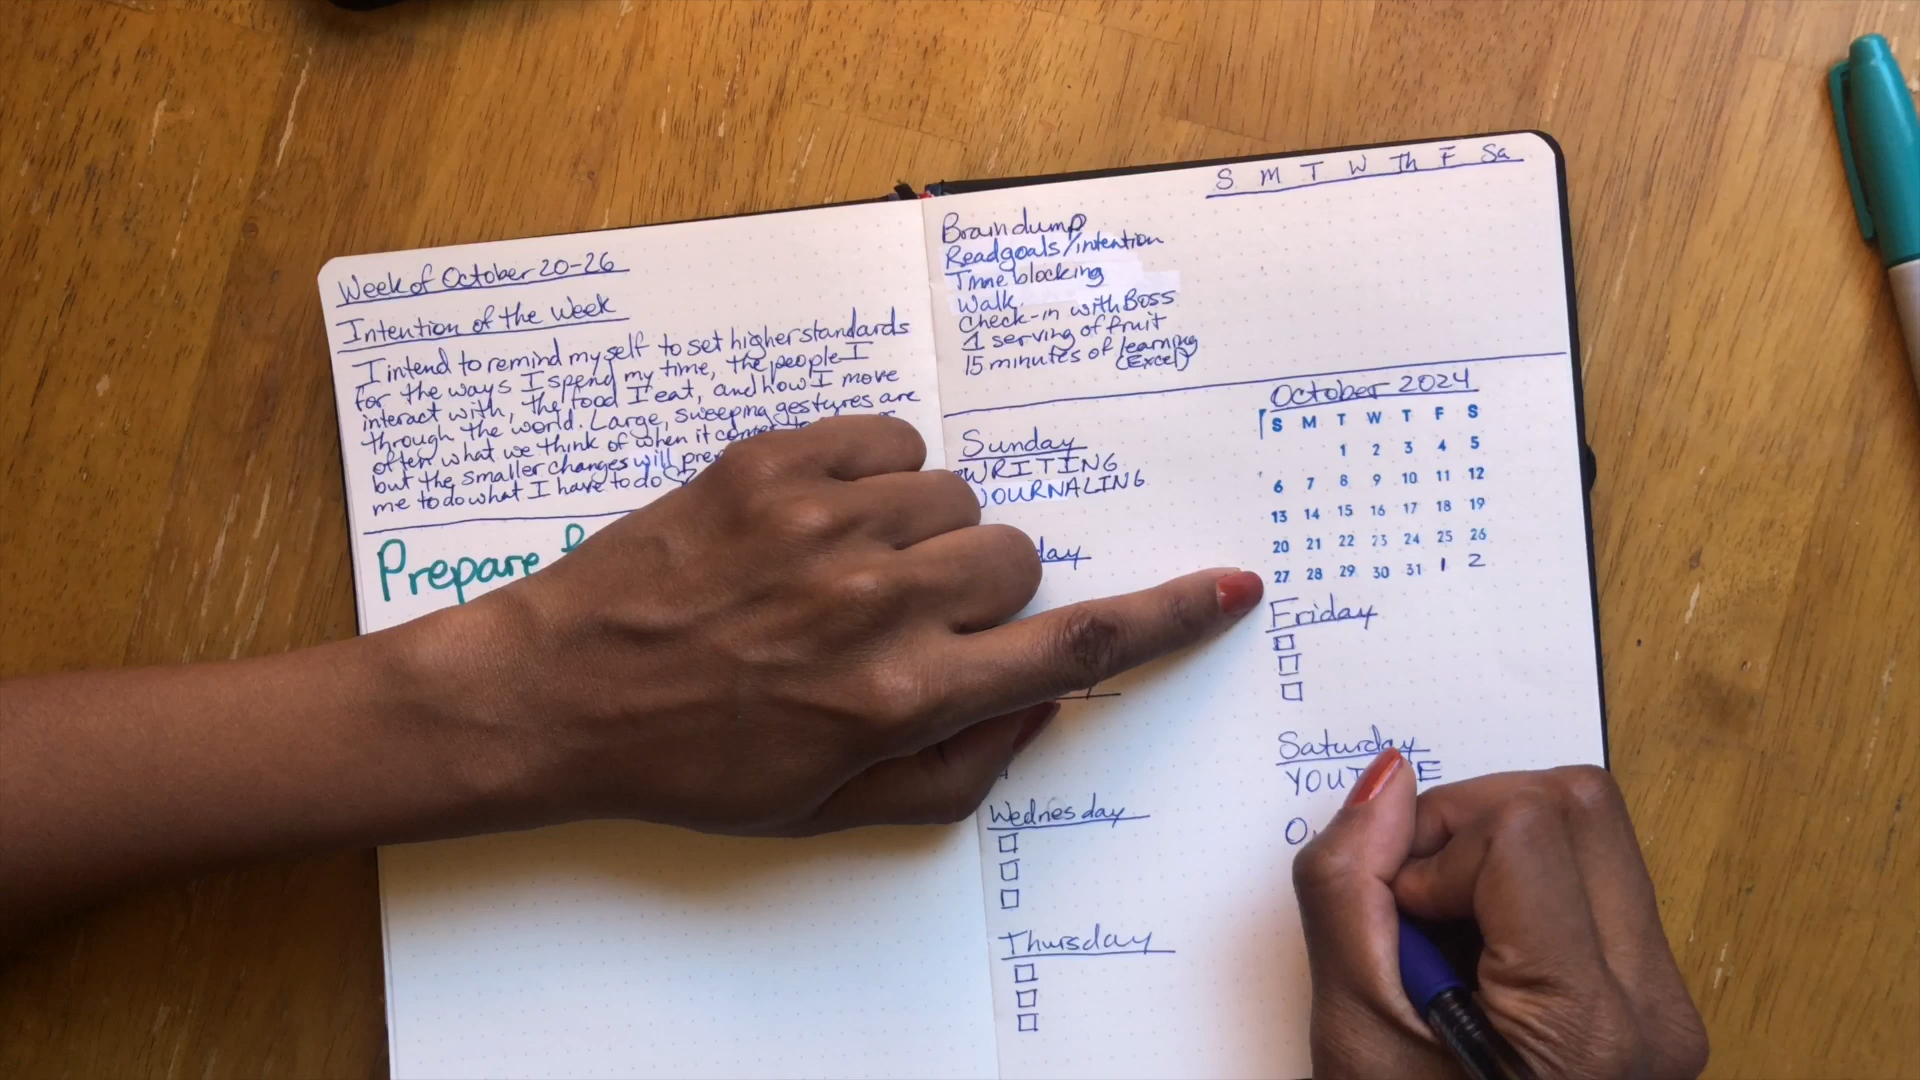 Week of October 20-26
Intention of the Week
I intend to remind myself to set higher standards
for the ways I spend my time, the people I
interact with, the food I eat, and how I move
through the world. Large, sweeping gestures are
often what we think of when it comes to
but the smaller changes will
me to do what I have to do
Prepare
S M T W Th F Sa
Braindump
Read goals/intention
Time blocking
Walk
Check-in with Boss
1 serving of fruit
15 minutes of learning
(Excel)
Sunday
WRITING
JOURNALING
day
Wednesday
Thursday
October 2024
S M T W T F S
1 2 3 4 5
6 7 8 9 10 11 12
13 14 15 16 17 18 19
20 21 22 23 24 25 26
27 28 29 30 31 1 2
Friday
Saturday